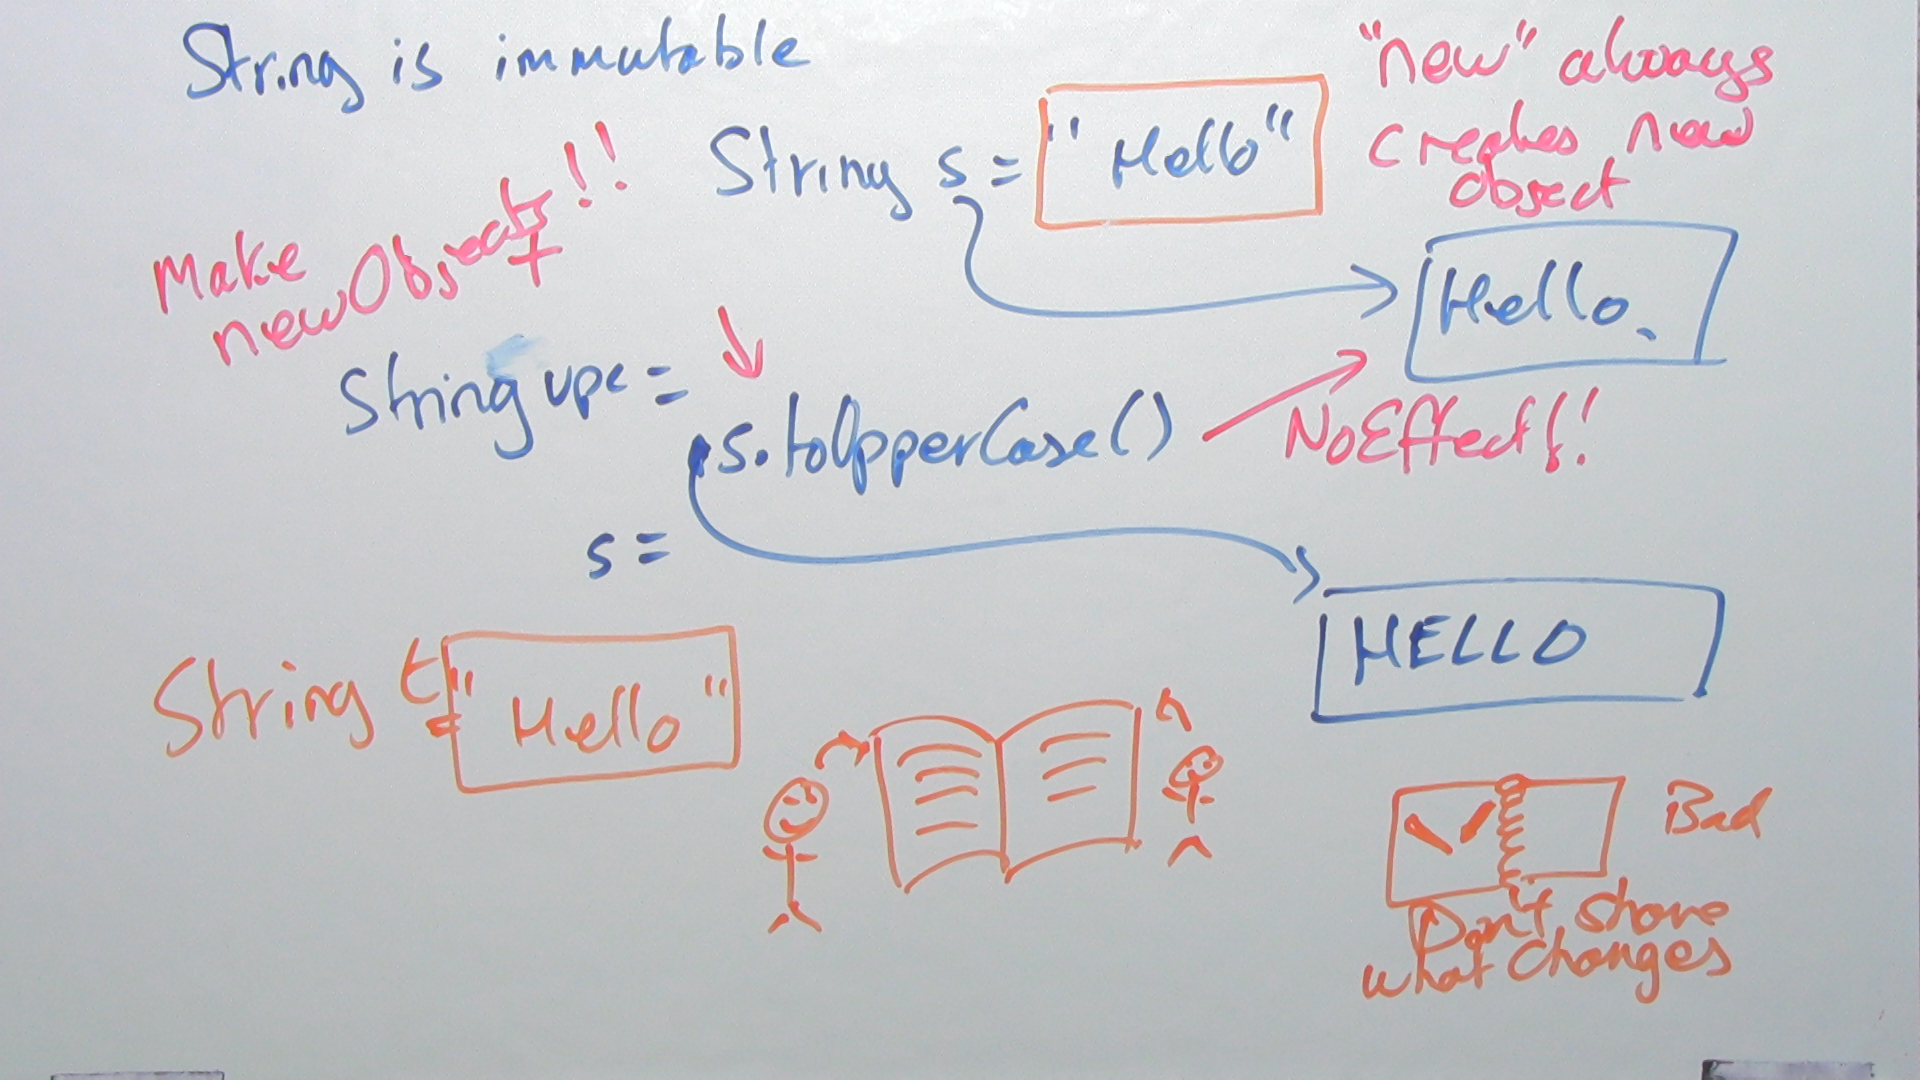 String is immutable
"new" always
creates new
object
String s = "Hello"
Make
newObjects!!
Hello
String upc =
s.toUpperCase()
NoEffect!!
s =
HELLO
String t = "Hello"
Bad
Don't share
what changes